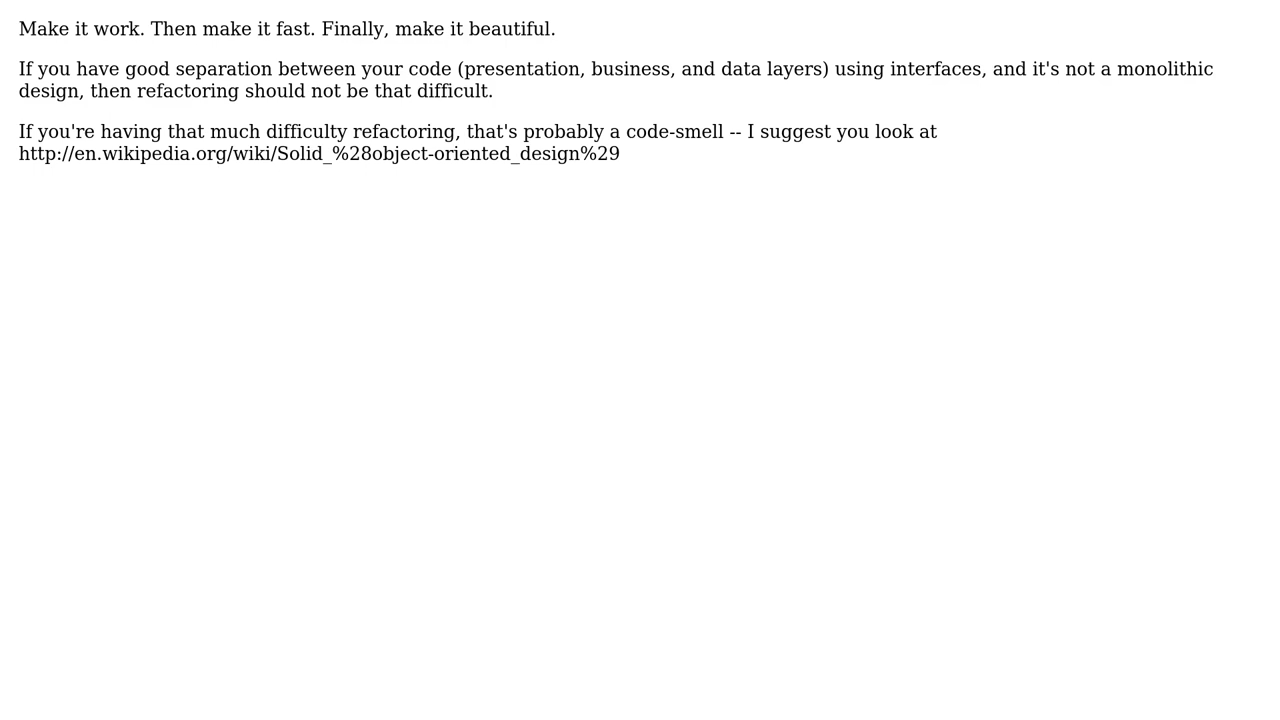 Make it work. Then make it fast. Finally, make it beautiful.
If you have good separation between your code (presentation, business, and data layers) using interfaces, and it's not a monolithic
design, then refactoring should not be that difficult.
If you're having that much difficulty refactoring, that's probably a code-smell -- I suggest you look at
http://en.wikipedia.org/wiki/Solid_%28object-oriented_design%29